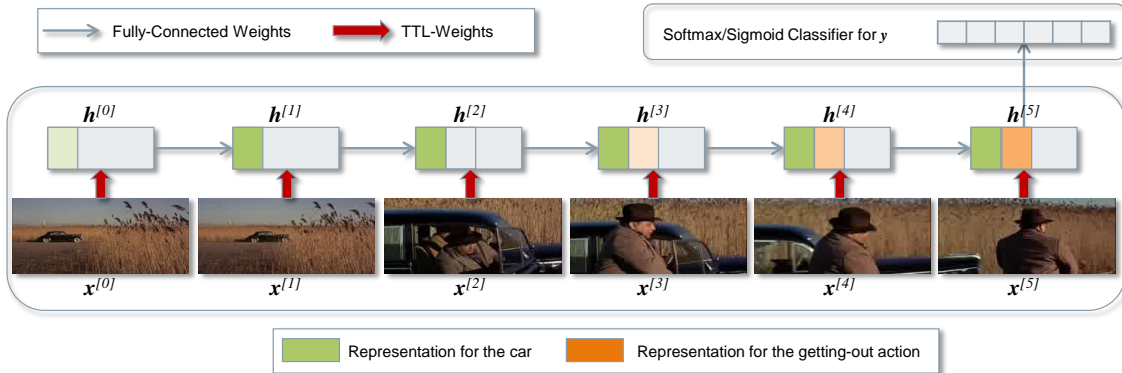 Fully-Connected Weights TTL-Weights
Softmax/Sigmoid Classifier for y
h[0] h[1] h[2] h[3] h[4] h[5]
x[0] x[1] x[2] x[3] x[4] x[5]
Representation for the car Representation for the getting-out action